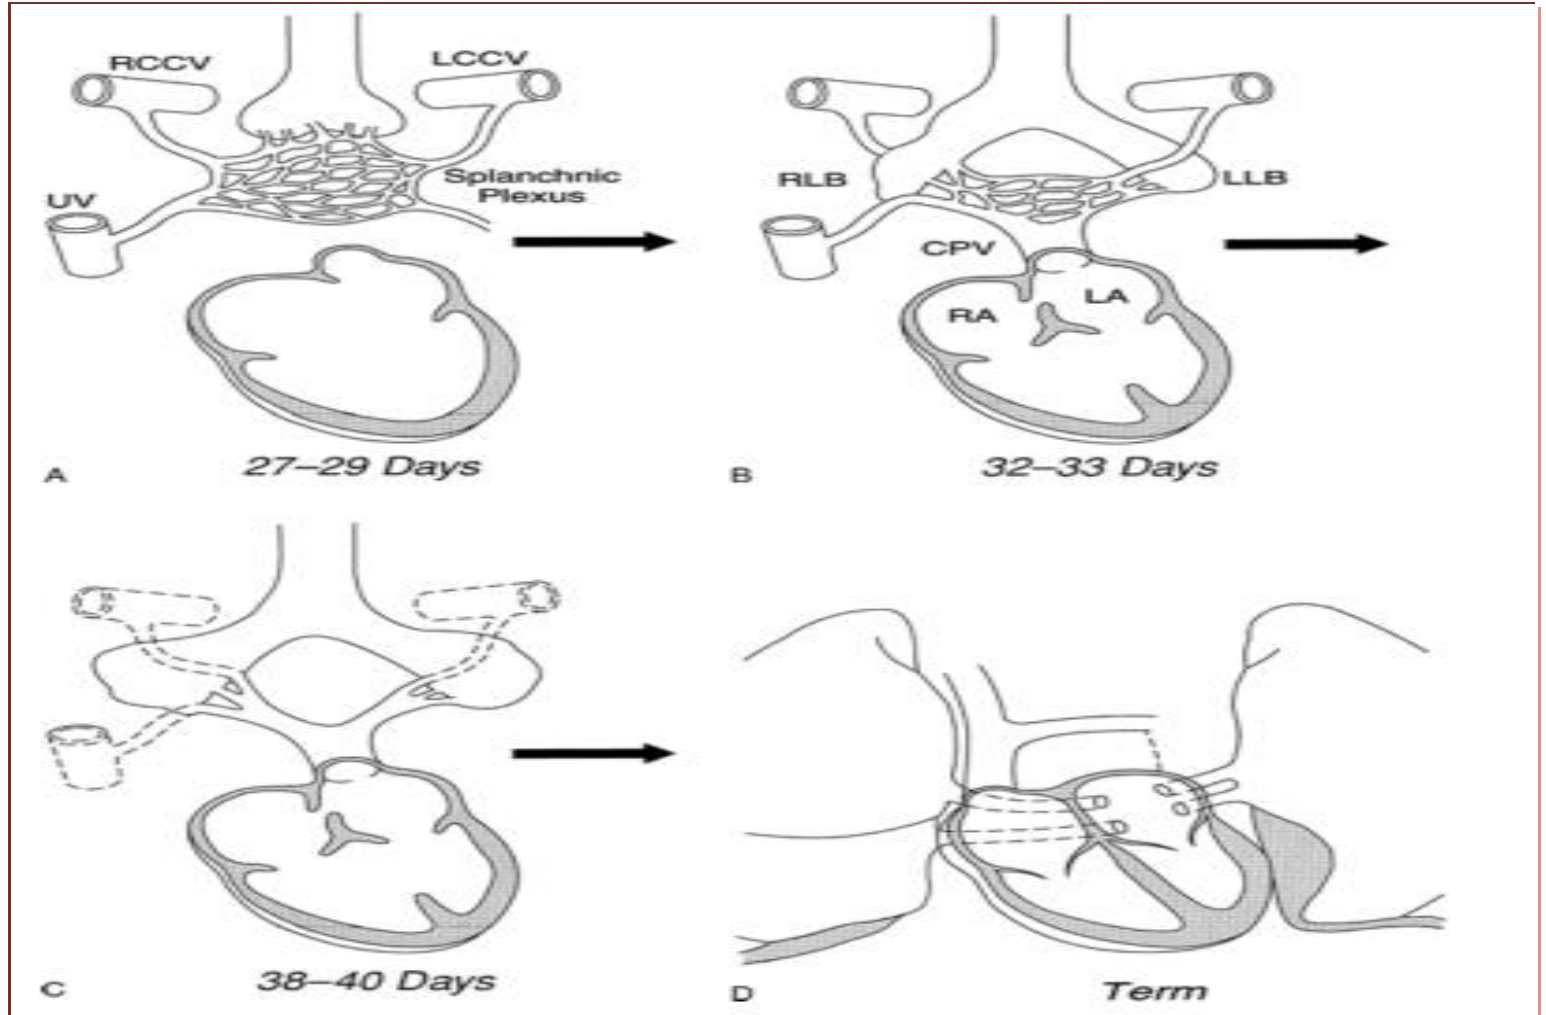 RCCV
LCCV
Splanchnic
Plexus
UV
A
27–29 Days
RLB
LLB
CPV
RA
LA
B
32–33 Days
C
38–40 Days
D
Term